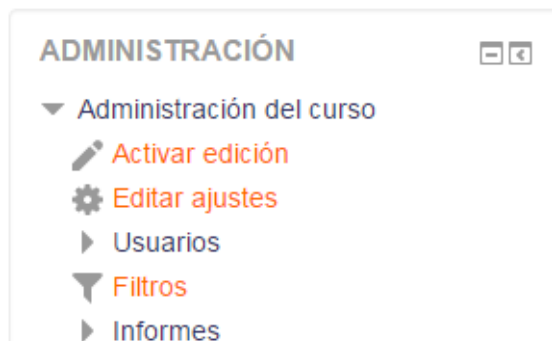 ADMINISTRACIÓN
Administración del curso
Activar edición
Editar ajustes
Usuarios
Filtros
Informes